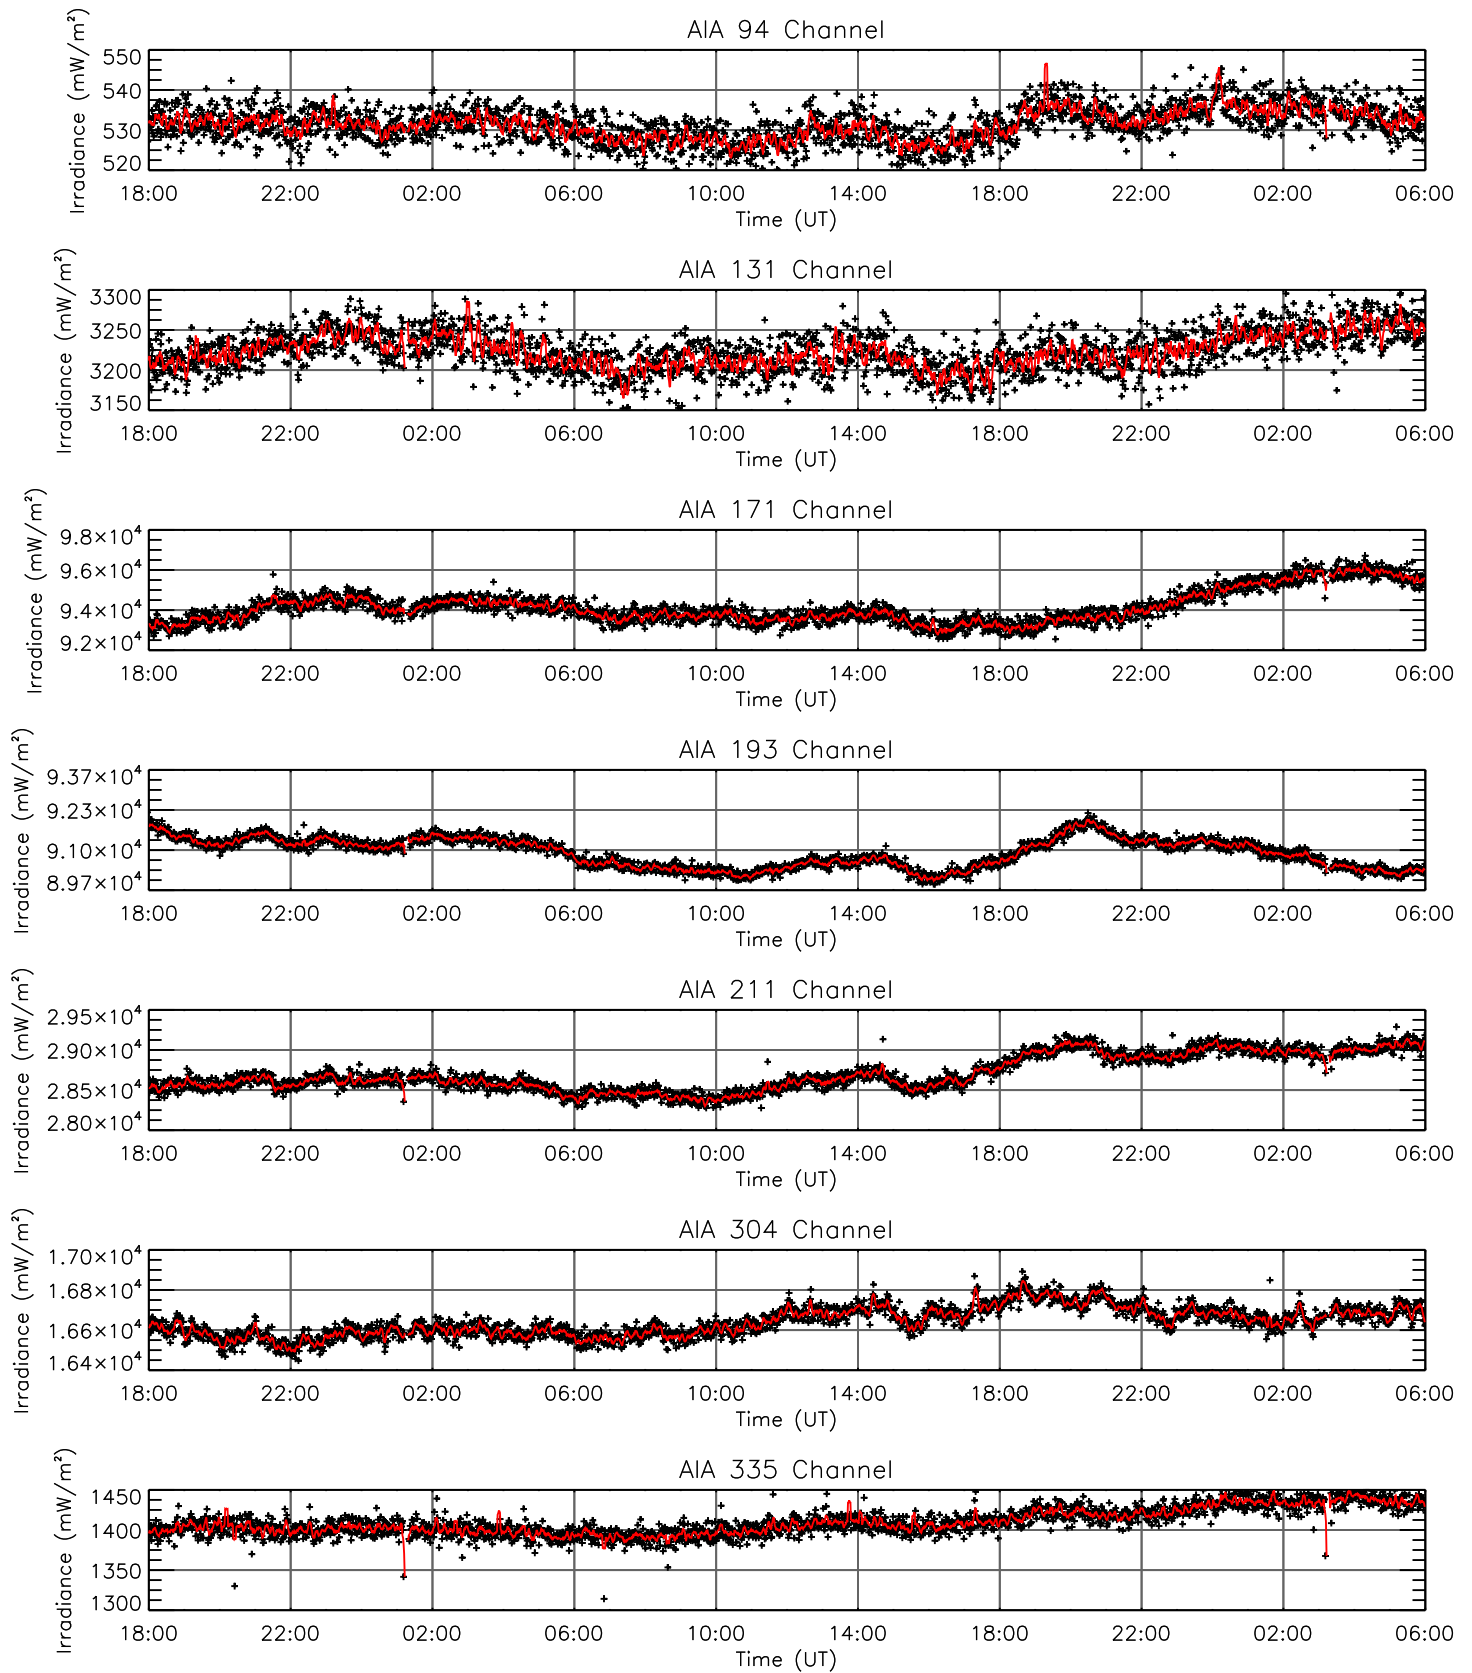 AIA 94 Channel
Irradiance (mW/m²)
550
540
530
520
18:00 22:00 02:00 06:00 10:00 14:00 18:00 22:00 02:00 06:00
Time (UT)
AIA 131 Channel
Irradiance (mW/m²)
3300
3250
3200
3150
18:00 22:00 02:00 06:00 10:00 14:00 18:00 22:00 02:00 06:00
Time (UT)
AIA 171 Channel
Irradiance (mW/m²)
9.8×10⁴
9.6×10⁴
9.4×10⁴
9.2×10⁴
18:00 22:00 02:00 06:00 10:00 14:00 18:00 22:00 02:00 06:00
Time (UT)
AIA 193 Channel
Irradiance (mW/m²)
9.37×10⁴
9.23×10⁴
9.10×10⁴
8.97×10⁴
18:00 22:00 02:00 06:00 10:00 14:00 18:00 22:00 02:00 06:00
Time (UT)
AIA 211 Channel
Irradiance (mW/m²)
2.95×10⁴
2.90×10⁴
2.85×10⁴
2.80×10⁴
18:00 22:00 02:00 06:00 10:00 14:00 18:00 22:00 02:00 06:00
Time (UT)
AIA 304 Channel
Irradiance (mW/m²)
1.70×10⁴
1.68×10⁴
1.66×10⁴
1.64×10⁴
18:00 22:00 02:00 06:00 10:00 14:00 18:00 22:00 02:00 06:00
Time (UT)
AIA 335 Channel
Irradiance (mW/m²)
1450
1400
1350
1300
18:00 22:00 02:00 06:00 10:00 14:00 18:00 22:00 02:00 06:00
Time (UT)